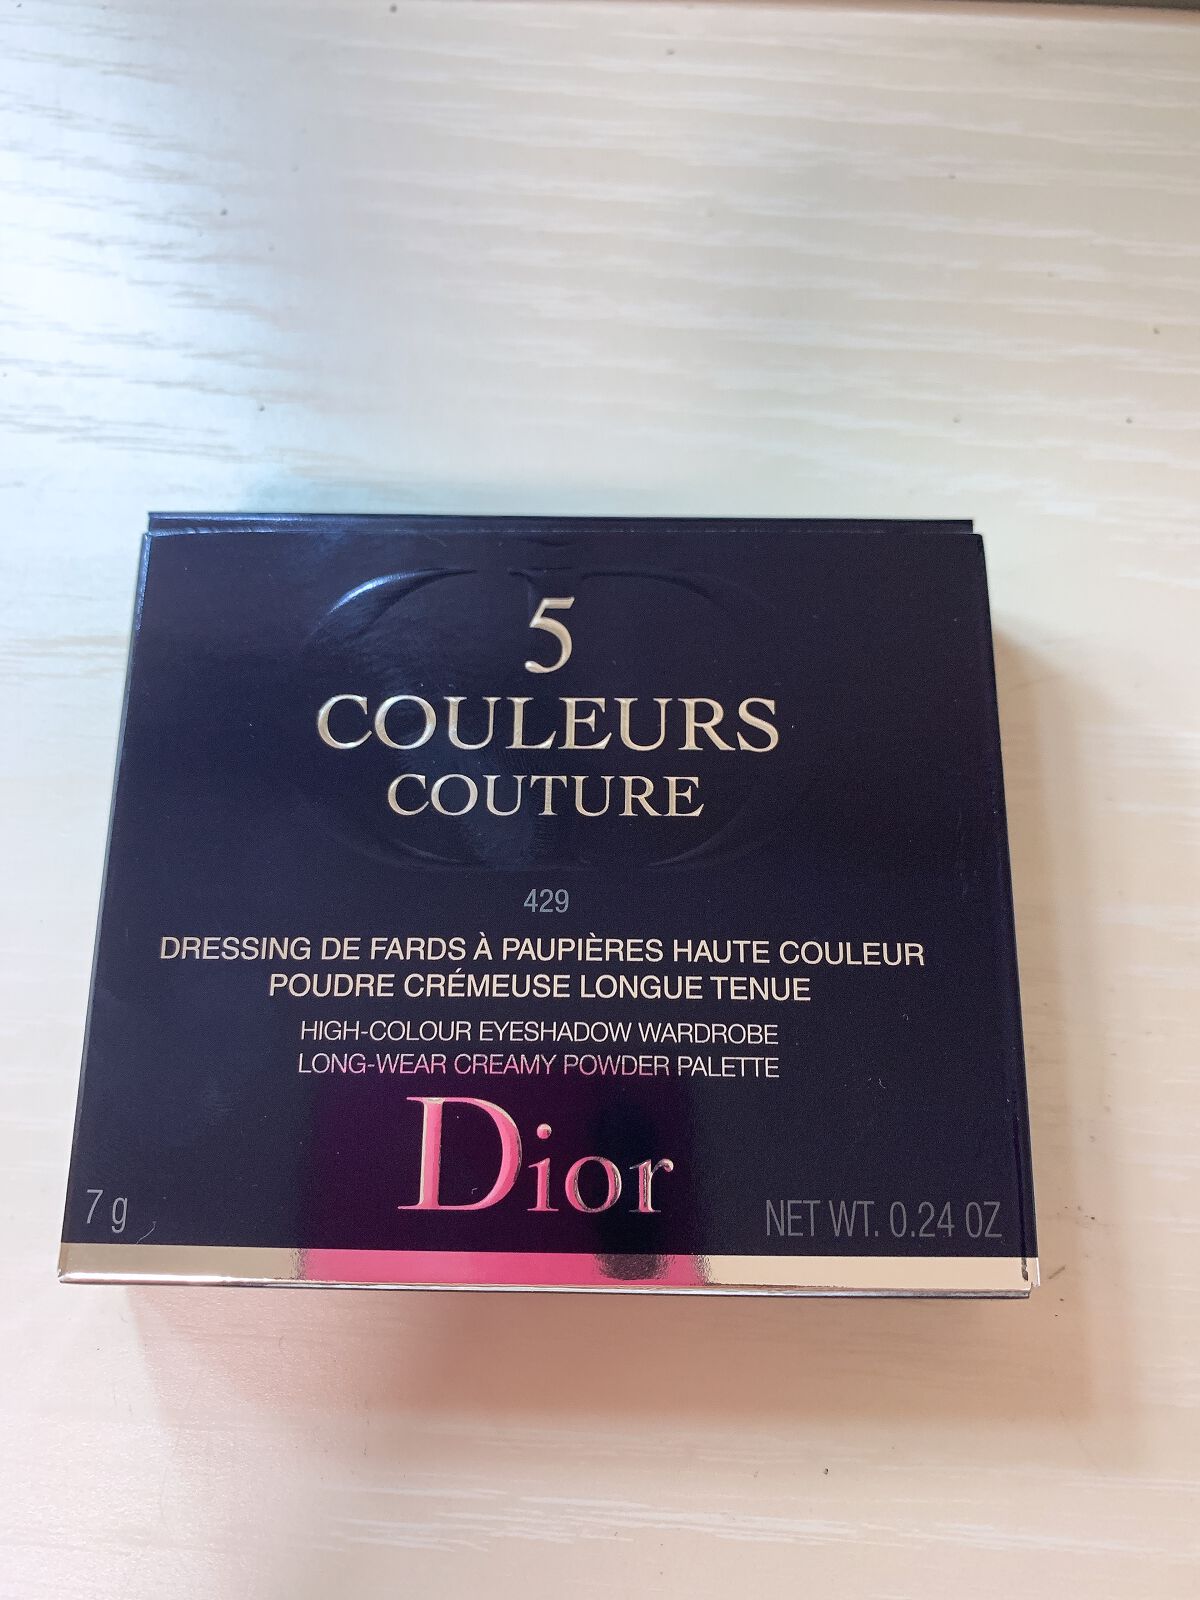 5
COULEURS
COUTURE
429
DRESSING DE FARDS À PAUPIÈRES HAUTE COULEUR
POUDRE CRÉMEUSE LONGUE TENUE
HIGH-COLOUR EYESHADOW WARDROBE
LONG-WEAR CREAMY POWDER PALETTE
Dior
7 g
NET WT. 0.24 OZ